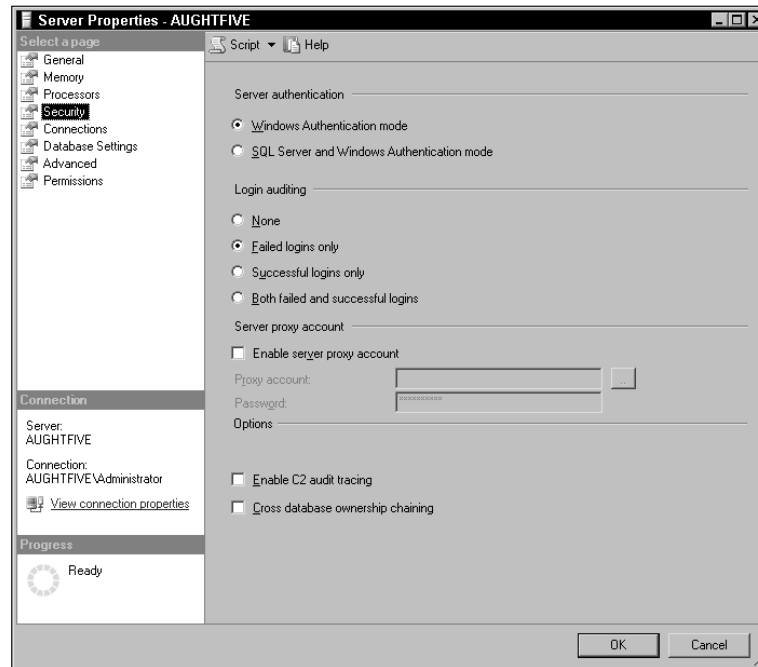 Server Properties - AUGHTFIVE
Select a page
General
Memory
Processors
Security
Connections
Database Settings
Advanced
Permissions
Script
Help
Server authentication
Windows Authentication mode
SQL Server and Windows Authentication mode
Login auditing
None
Failed logins only
Successful logins only
Both failed and successful logins
Server proxy account
Enable server proxy account
Proxy account:
...
Password:
**********
Options
Enable C2 audit tracing
Cross database ownership chaining
Connection
Server:
AUGHTFIVE
Connection:
AUGHTFIVE\Administrator
View connection properties
Progress
Ready
OK
Cancel